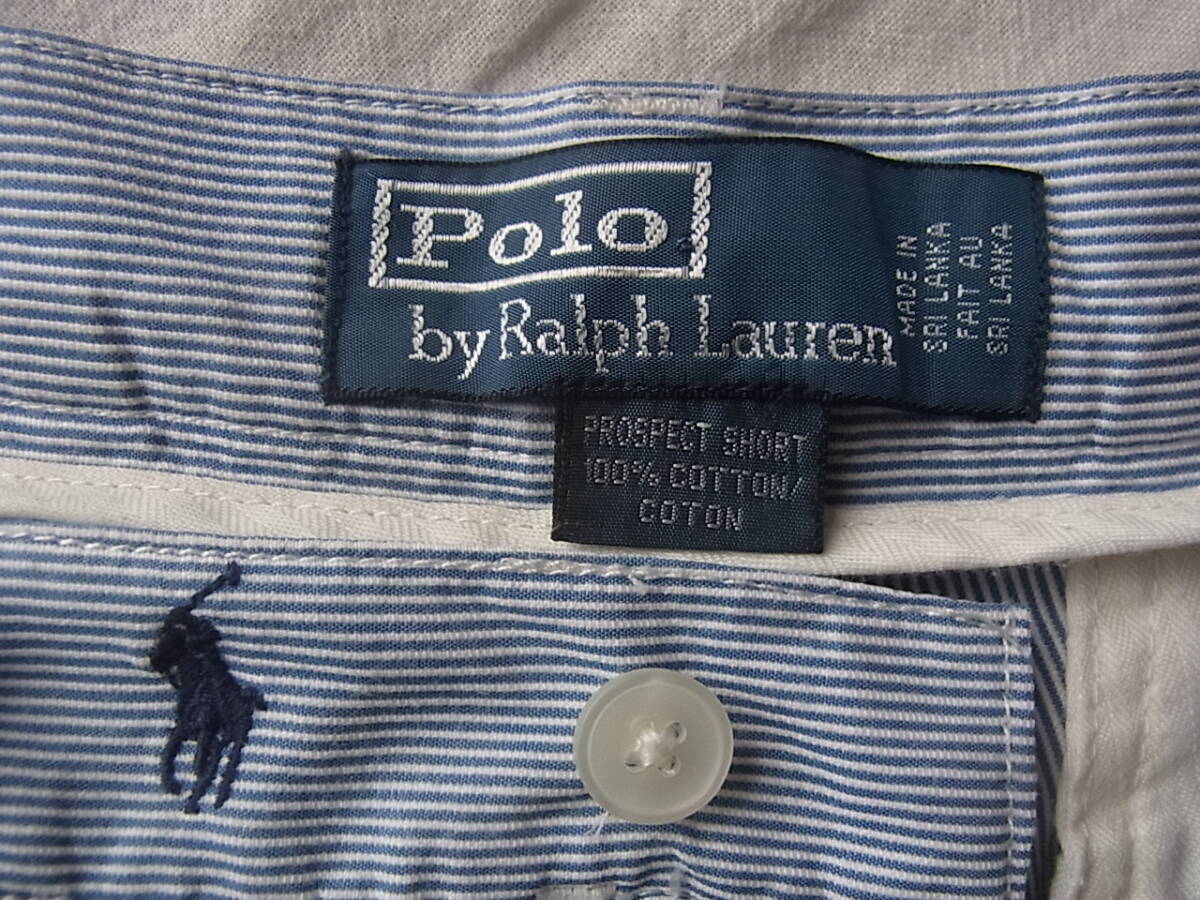 Polo
by Ralph Lauren
MADE IN
SRI LANKA
FAIT AU
SRI LANKA
PROSPECT SHORT
100% COTTON/
COTON